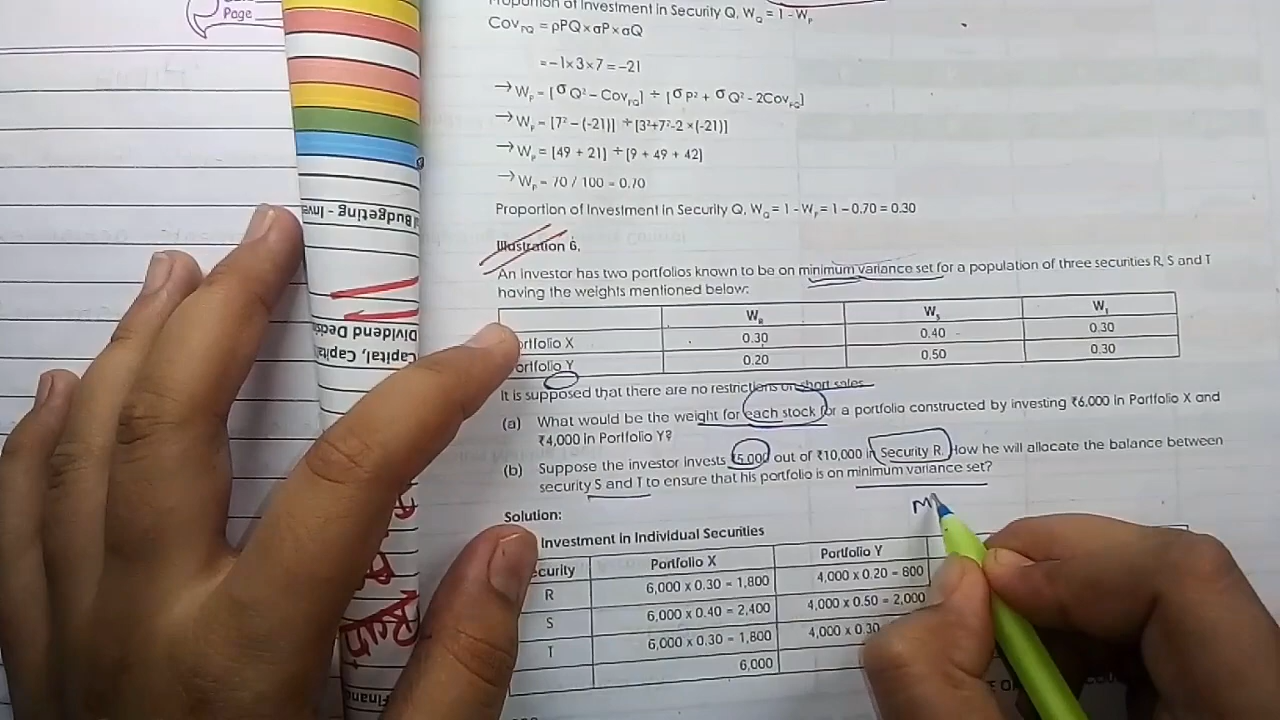 Page
Proportion of Investment in Security Q, W_Q = 1 - W_P
Cov_PQ = ρPQ×σP×σQ
= -1×3×7 = -21
→ W_P = [σQ² - Cov_PQ] ÷ [σP² + σQ² - 2Cov_PQ]
→ W_P = [7² - (-21)] ÷ [3²+7²-2 ×(-21)]
→ W_P = [49 + 21] ÷ [9 + 49 + 42]
→ W_P = 70 / 100 = 0.70
Proportion of Investment in Security Q, W_Q = 1 - W_P = 1 – 0.70 = 0.30
Illustration 6.
An investor has two portfolios known to be on minimum variance set for a population of three securities R, S and T
having the weights mentioned below:
W_R W_S W_T
ortfolio X 0.30 0.40 0.30
ortfolio Y 0.20 0.50 0.30
It is supposed that there are no restrictions on short sales
(a) What would be the weight for each stock for a portfolio constructed by investing ₹6,000 in Portfolio X and
₹4,000 in Portfolio Y?
(b) Suppose the investor invests ₹5,000 out of ₹10,000 in Security R. How he will allocate the balance between
security S and T to ensure that his portfolio is on minimum variance set?
M
Solution:
Investment in Individual Securities
curity Portfolio X Portfolio Y
R 6,000 x 0.30 = 1,800 4,000 x 0.20 = 800
S 6,000 x 0.40 = 2,400 4,000 x 0.50 = 2,000
T 6,000 x 0.30 = 1,800 4,000 x 0.30
6,000
l Budgeting - Inve
Dividend Decisi
Capital, Capita
Financ